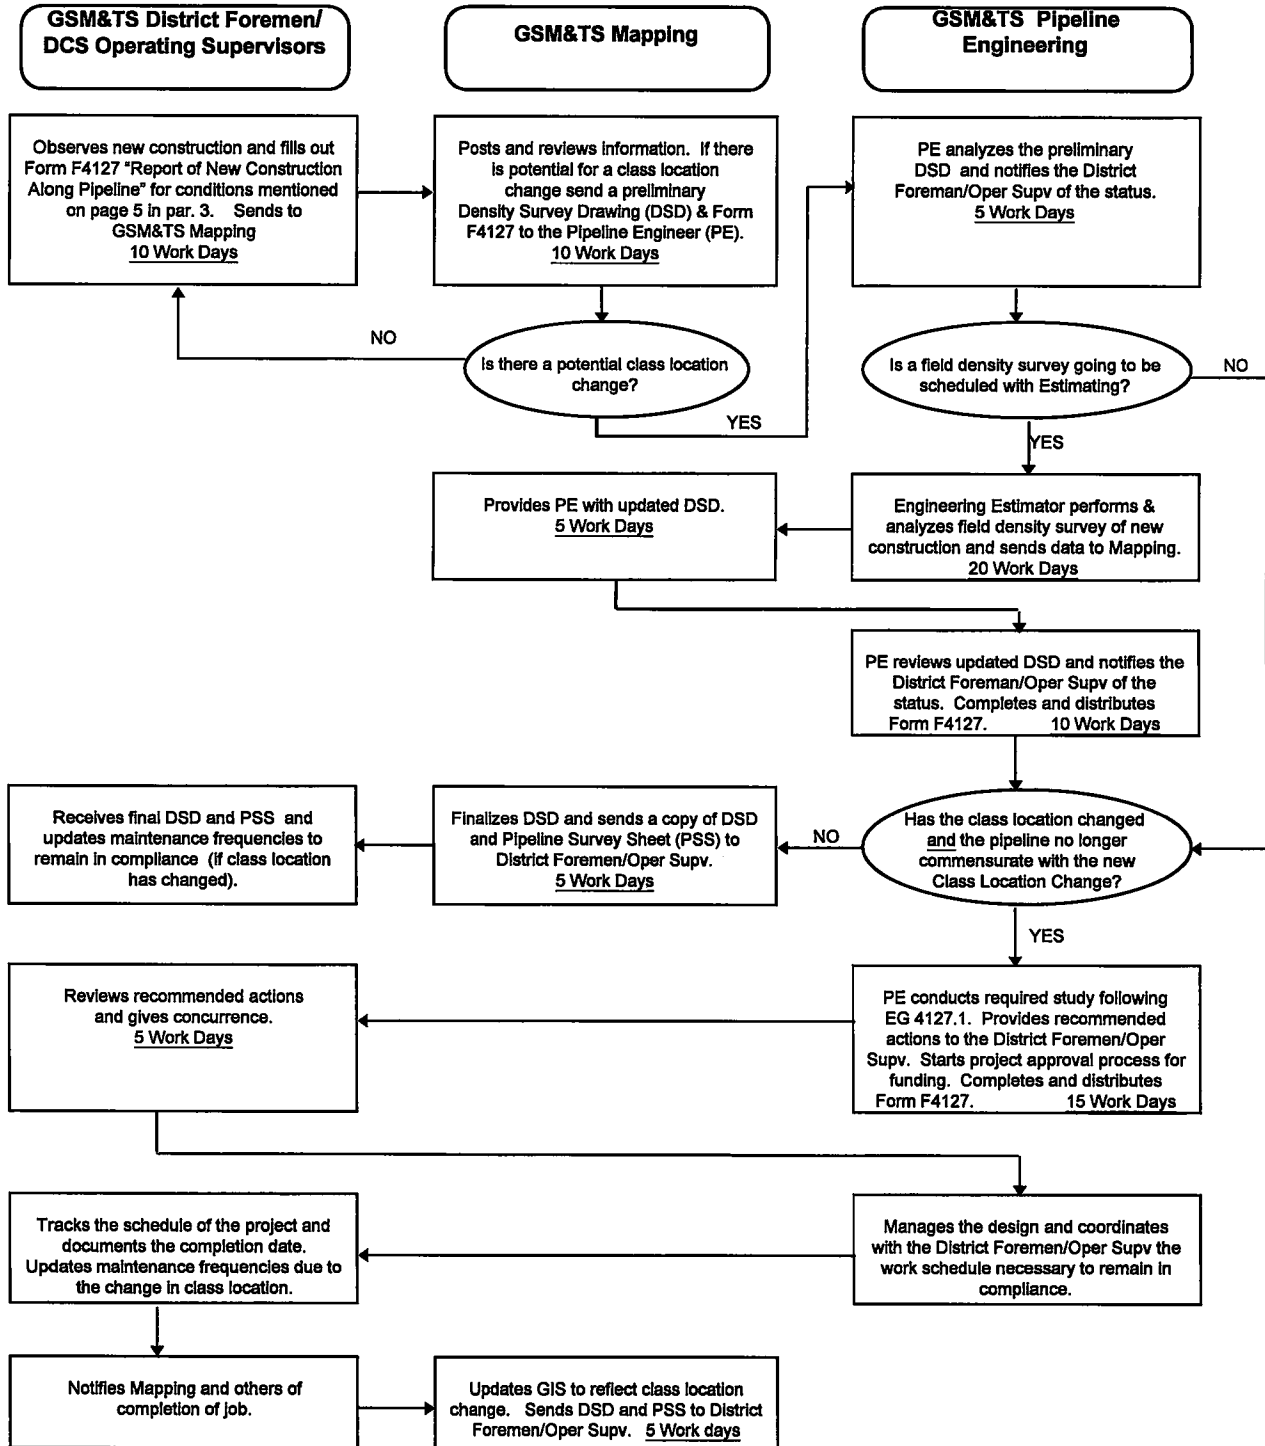 GSM&TS District Foremen/
DCS Operating Supervisors
GSM&TS Mapping
GSM&TS Pipeline
Engineering
Observes new construction and fills out
Form F4127 "Report of New Construction
Along Pipeline" for conditions mentioned
on page 5 in par. 3. Sends to
GSM&TS Mapping
10 Work Days
Posts and reviews information. If there
is potential for a class location
change send a preliminary
Density Survey Drawing (DSD) & Form
F4127 to the Pipeline Engineer (PE).
10 Work Days
PE analyzes the preliminary
DSD and notifies the District
Foreman/Oper Supv of the status.
5 Work Days
NO
Is there a potential class location
change?
YES
Is a field density survey going to be
scheduled with Estimating?
NO
YES
Provides PE with updated DSD.
5 Work Days
Engineering Estimator performs &
analyzes field density survey of new
construction and sends data to Mapping.
20 Work Days
PE reviews updated DSD and notifies the
District Foreman/Oper Supv of the
status. Completes and distributes
Form F4127. 10 Work Days
Receives final DSD and PSS and
updates maintenance frequencies to
remain in compliance (if class location
has changed).
Finalizes DSD and sends a copy of DSD
and Pipeline Survey Sheet (PSS) to
District Foremen/Oper Supv.
5 Work Days
NO
Has the class location changed
and the pipeline no longer
commensurate with the new
Class Location Change?
YES
Reviews recommended actions
and gives concurrence.
5 Work Days
PE conducts required study following
EG 4127.1. Provides recommended
actions to the District Foremen/Oper
Supv. Starts project approval process for
funding. Completes and distributes
Form F4127. 15 Work Days
Tracks the schedule of the project and
documents the completion date.
Updates maintenance frequencies due to
the change in class location.
Manages the design and coordinates
with the District Foremen/Oper Supv the
work schedule necessary to remain in
compliance.
Notifies Mapping and others of
completion of job.
Updates GIS to reflect class location
change. Sends DSD and PSS to District
Foremen/Oper Supv. 5 Work days